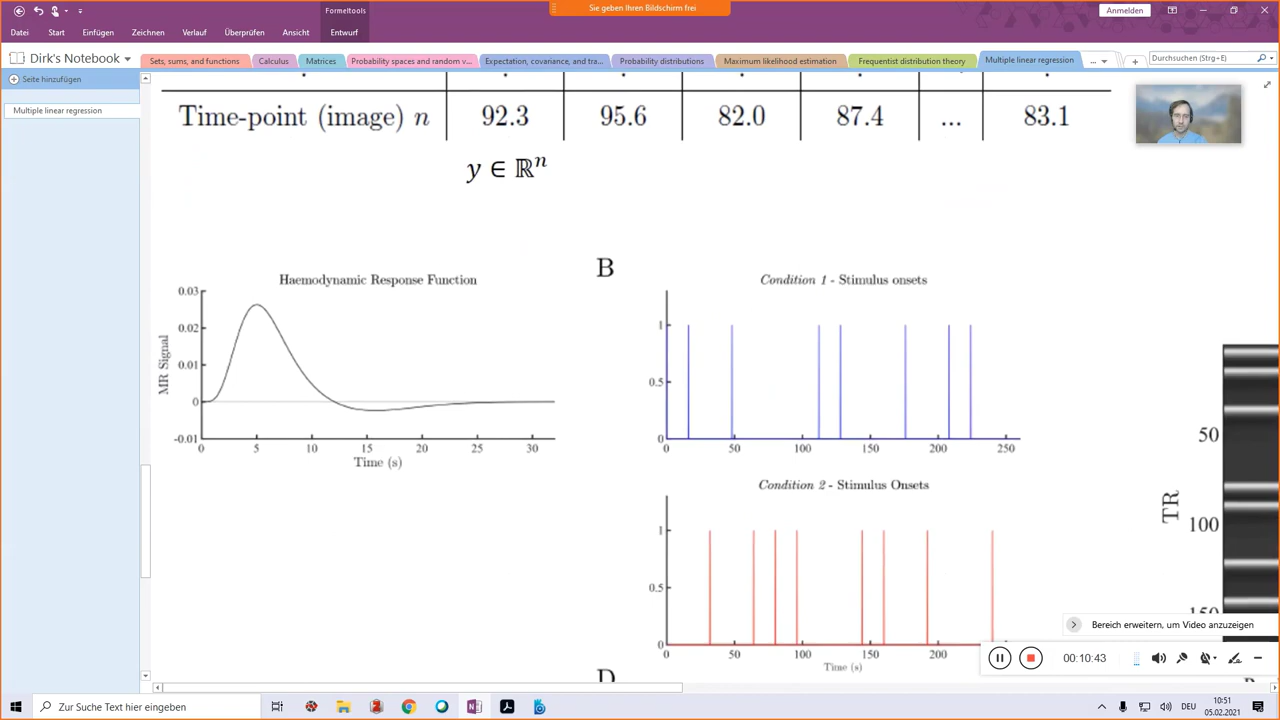 Formeltools
Sie geben Ihren Bildschirm frei
Anmelden
Datei Start Einfügen Zeichnen Verlauf Überprüfen Ansicht Entwurf
Dirk's Notebook
Sets, sums, and functions Calculus Matrices Probability spaces and random v... Expectation, covariance, and tra... Probability distributions Maximum likelihood estimation Frequentist distribution theory Multiple linear regression ... + Durchsuchen (Strg+E)
Seite hinzufügen
Multiple linear regression
Time-point (image) n 92.3 95.6 82.0 87.4 ... 83.1
y ∈ ℝⁿ
B
Haemodynamic Response Function
0.03
0.02
0.01
0
-0.01
MR Signal
0 5 10 15 20 25 30
Time (s)
Condition 1 - Stimulus onsets
1
0.5
0
0 50 100 150 200 250
Condition 2 - Stimulus Onsets
1
0.5
0
0 50 100 150 200
Time (s)
TR
50
100
150
D
Bereich erweitern, um Video anzuzeigen
00:10:43
Zur Suche Text hier eingeben
DEU
10:51
05.02.2021